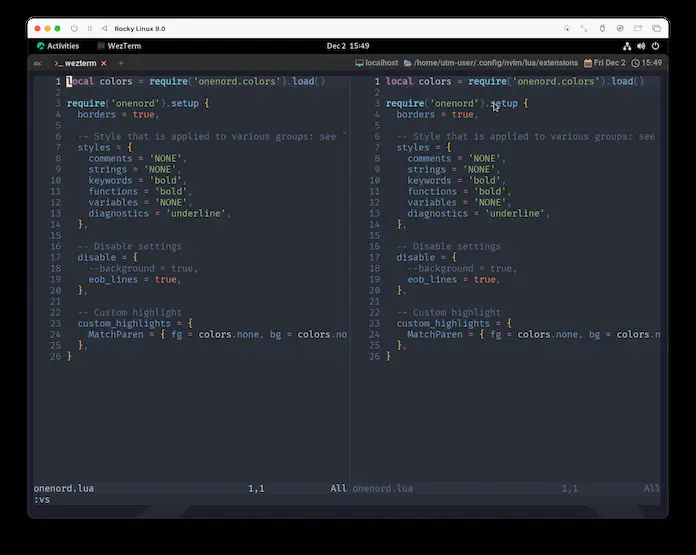 Rocky Linux 9.0
Activities WezTerm Dec 2 15:49
wezterm × + localhost /home/utm-user/.config/nvim/lua/extensions Fri Dec 2 15:49
1 local colors = require('onenord.colors').load()
2
3 require('onenord').setup {
4 borders = true,
5
6 -- Style that is applied to various groups: see `
7 styles = {
8 comments = 'NONE',
9 strings = 'NONE',
10 keywords = 'bold',
11 functions = 'bold',
12 variables = 'NONE',
13 diagnostics = 'underline',
14 },
15
16 -- Disable settings
17 disable = {
18 --background = true,
19 eob_lines = true,
20 },
21
22 -- Custom highlight
23 custom_highlights = {
24 MatchParen = { fg = colors.none, bg = colors.no
25 },
26 }
onenord.lua 1,1 All
1 local colors = require('onenord.colors').load()
2
3 require('onenord').setup {
4 borders = true,
5
6 -- Style that is applied to various groups: see `
7 styles = {
8 comments = 'NONE',
9 strings = 'NONE',
10 keywords = 'bold',
11 functions = 'bold',
12 variables = 'NONE',
13 diagnostics = 'underline',
14 },
15
16 -- Disable settings
17 disable = {
18 --background = true,
19 eob_lines = true,
20 },
21
22 -- Custom highlight
23 custom_highlights = {
24 MatchParen = { fg = colors.none, bg = colors.n
25 },
26 }
onenord.lua 1,1 All
:vs